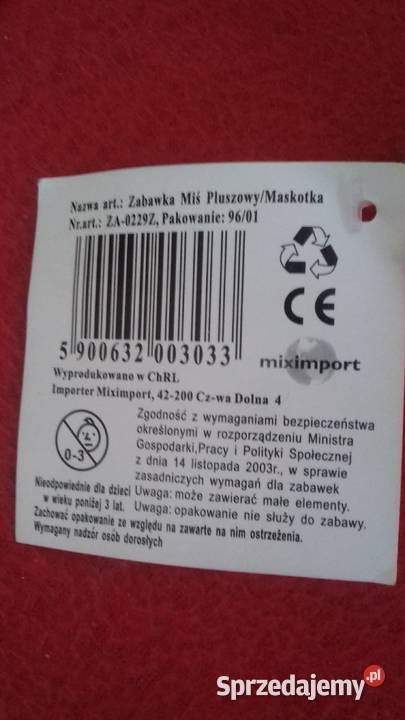 Nazwa art.: Zabawka Miś Pluszowy/Maskotka
Nr.art.: ZA-0229Z, Pakowanie: 96/01
5 900632 003033
CE
miximport
Wyprodukowano w ChRL
Importer Miximport, 42-200 Cz-wa Dolna 4
0-3
Zgodność z wymaganiami bezpieczeństwa
określonymi w rozporządzeniu Ministra
Gospodarki,Pracy i Polityki Społecznej
z dnia 14 listopada 2003r., w sprawie
zasadniczych wymagań dla zabawek
Uwaga: może zawierać małe elementy.
Uwaga: opakowanie nie służy do zabawy.
Nieodpowiednie dla dzieci
w wieku poniżej 3 lat.
Zachować opakowanie ze względu na zawarte na nim ostrzeżenia.
Wymagany nadzór osób dorosłych
Sprzedajemy.pl